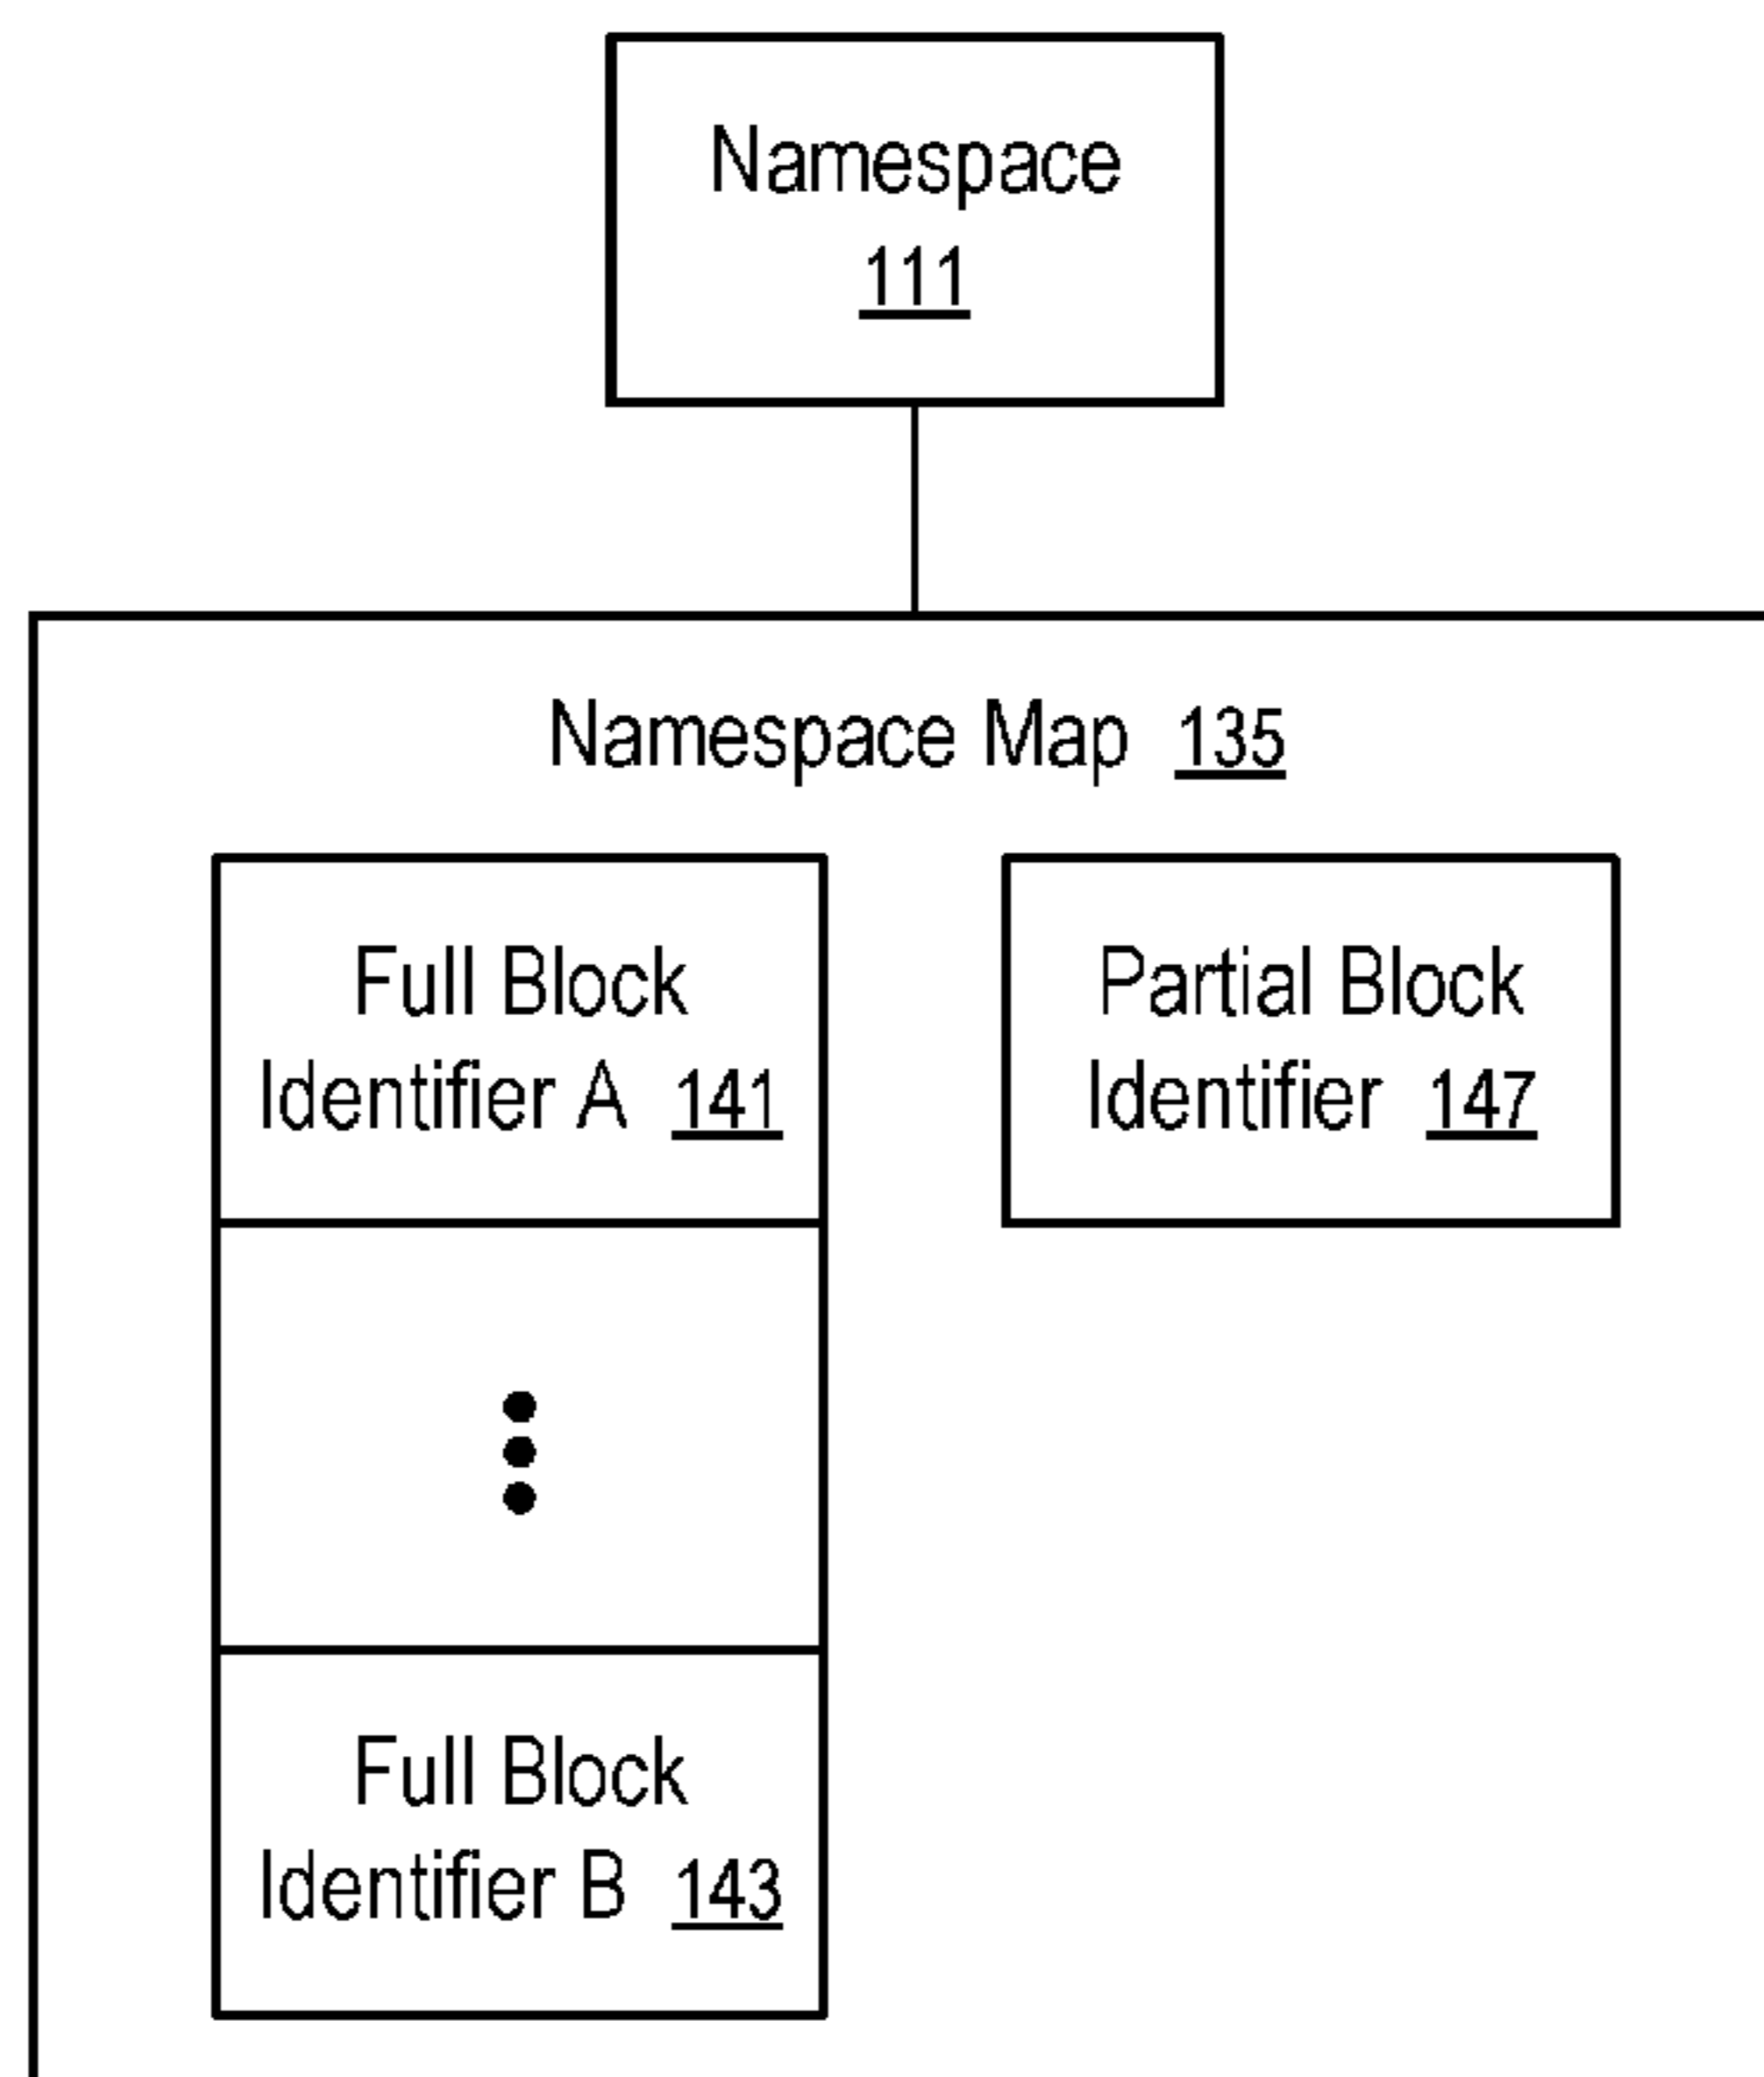 Namespace
111
Namespace Map 135
Full Block
Identifier A 141
Partial Block
Identifier 147
Full Block
Identifier B 143